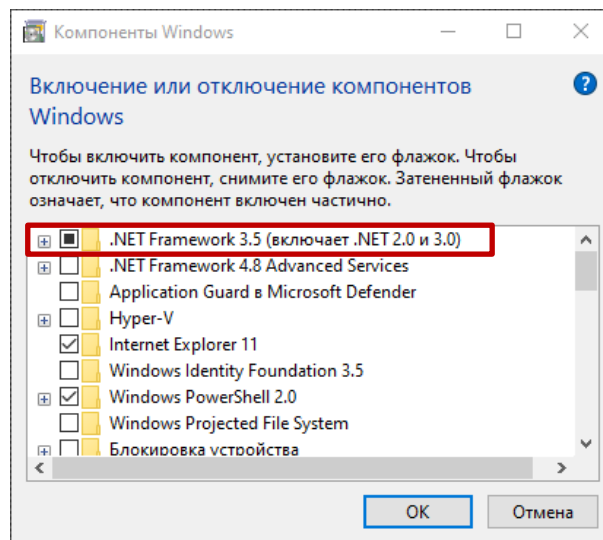 Компоненты Windows
Включение или отключение компонентов
Windows
?
Чтобы включить компонент, установите его флажок. Чтобы
отключить компонент, снимите его флажок. Затененный флажок
означает, что компонент включен частично.
.NET Framework 3.5 (включает .NET 2.0 и 3.0)
.NET Framework 4.8 Advanced Services
Application Guard в Microsoft Defender
Hyper-V
Internet Explorer 11
Windows Identity Foundation 3.5
Windows PowerShell 2.0
Windows Projected File System
Блокировка устройства
OK Отмена